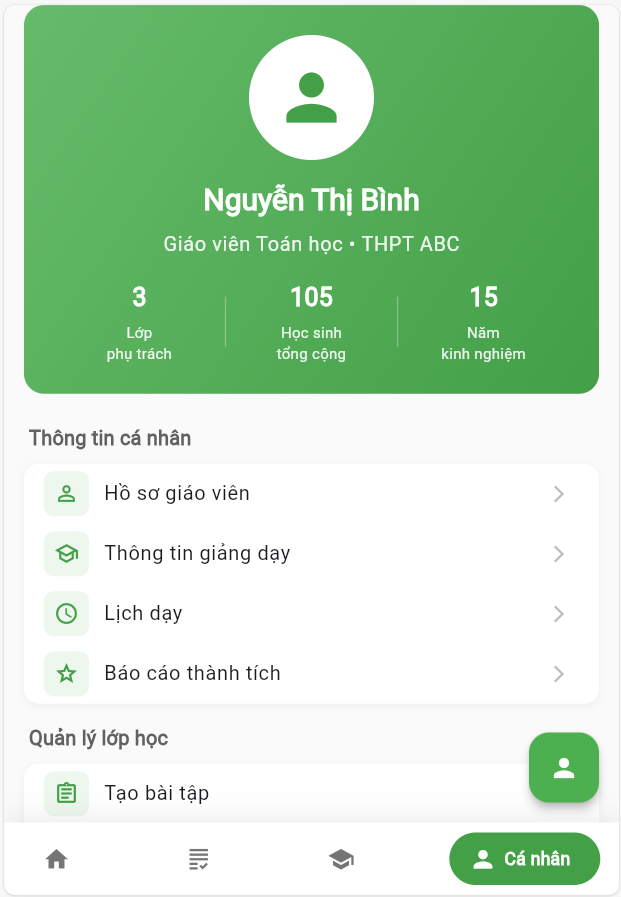 Nguyễn Thị Bình
Giáo viên Toán học • THPT ABC
3
Lớp
phụ trách
105
Học sinh
tổng cộng
15
Năm
kinh nghiệm
Thông tin cá nhân
Hồ sơ giáo viên
Thông tin giảng dạy
Lịch dạy
Báo cáo thành tích
Quản lý lớp học
Tạo bài tập
Cá nhân